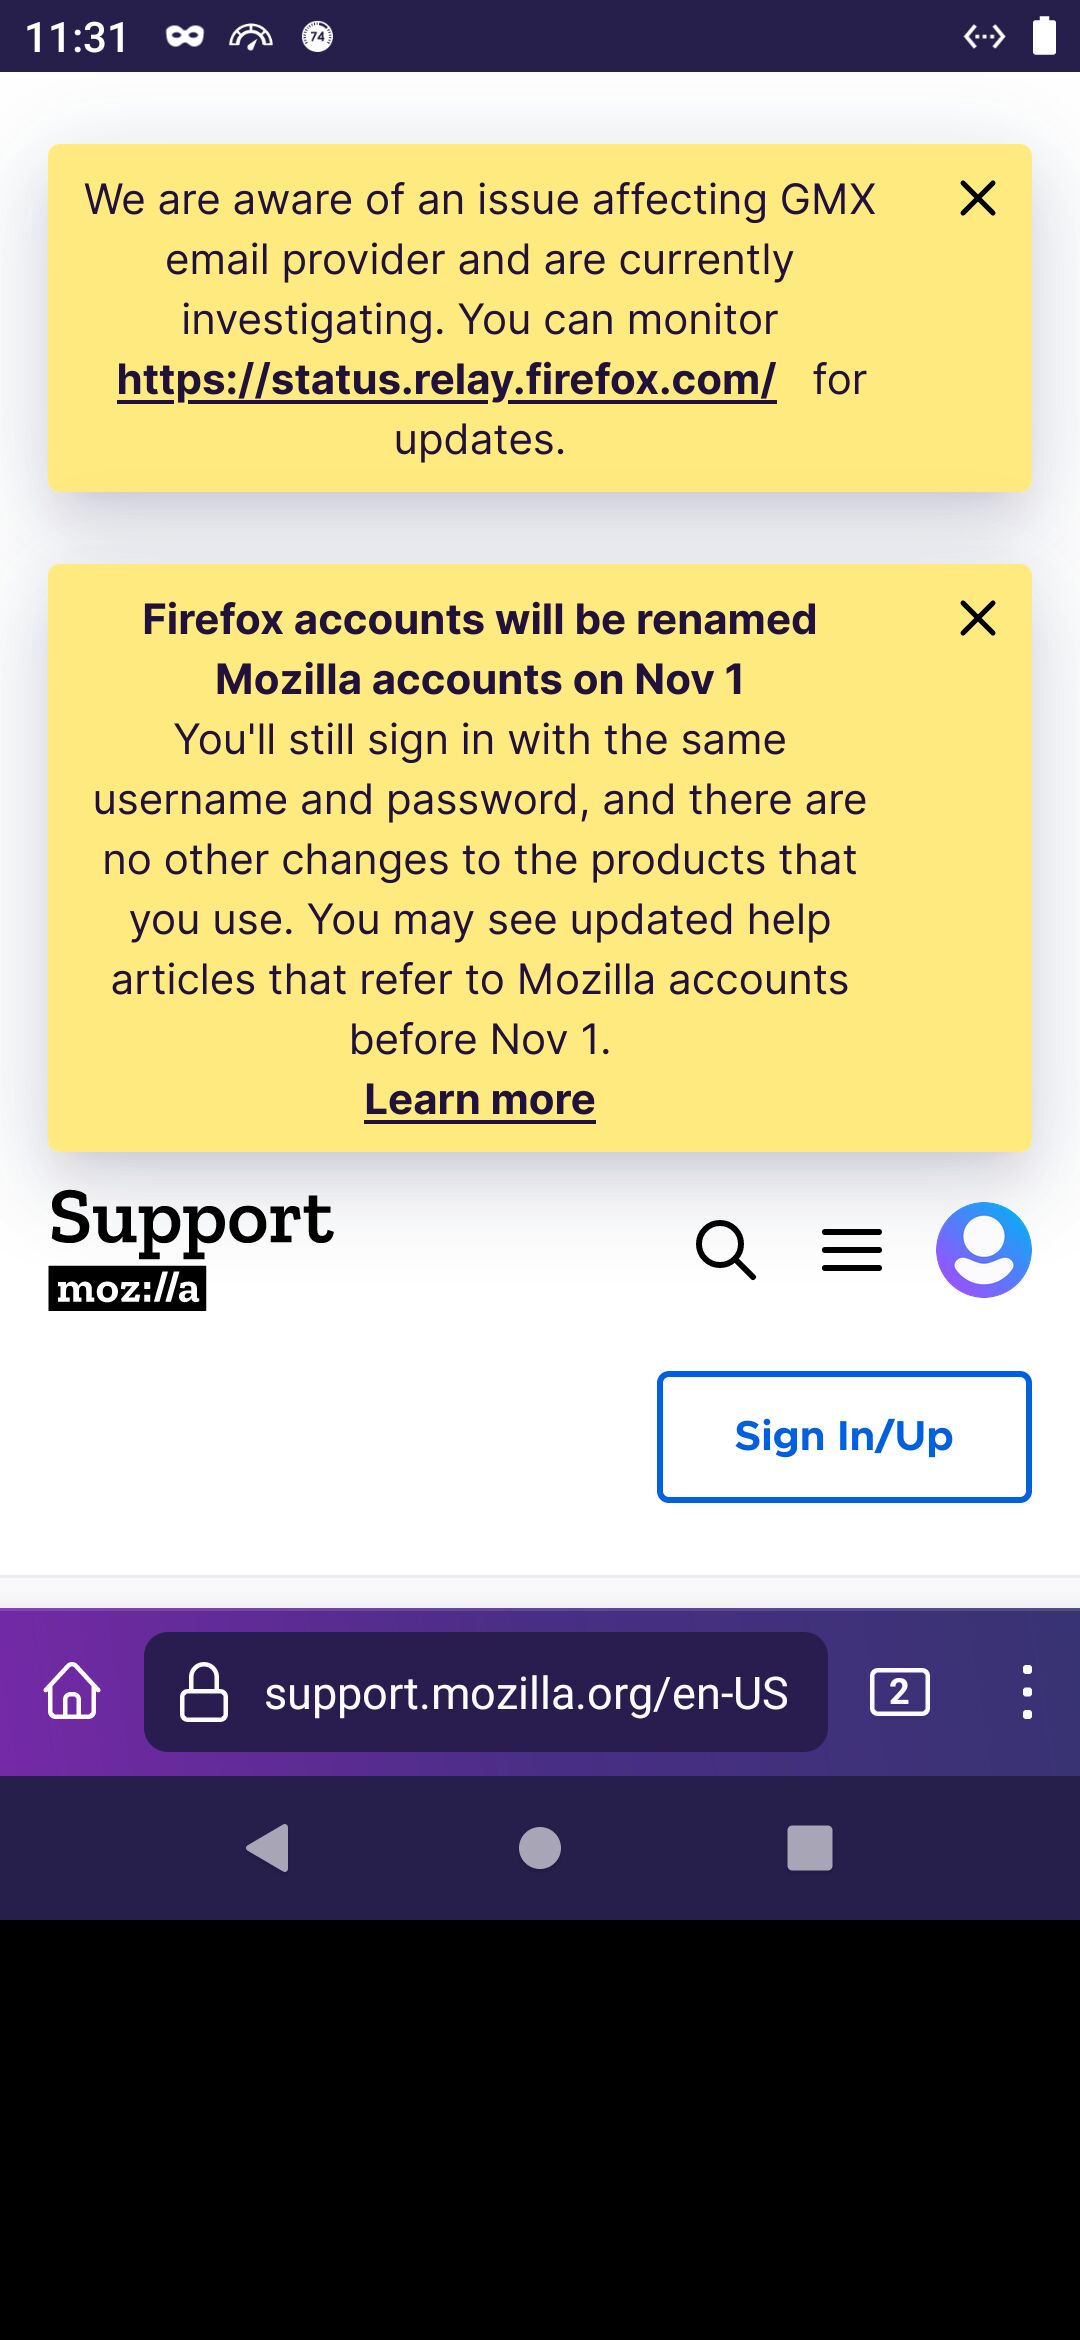 11:31
74
We are aware of an issue affecting GMX
email provider and are currently
investigating. You can monitor
https://status.relay.firefox.com/ for
updates.
Firefox accounts will be renamed
Mozilla accounts on Nov 1
You'll still sign in with the same
username and password, and there are
no other changes to the products that
you use. You may see updated help
articles that refer to Mozilla accounts
before Nov 1.
Learn more
Support
moz://a
Sign In/Up
support.mozilla.org/en-US
2